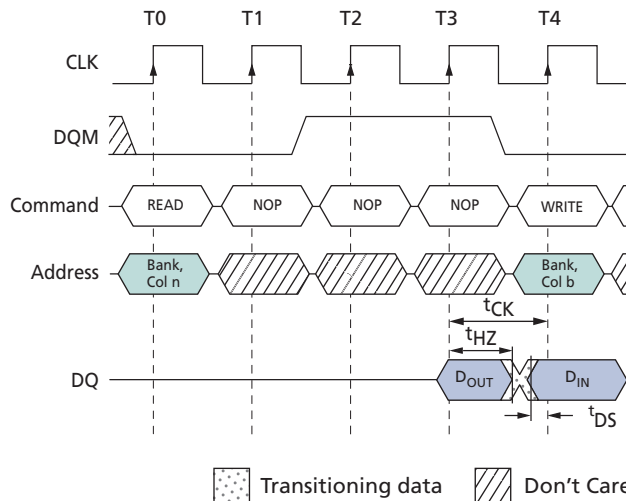 T0 T1 T2 T3 T4
CLK
DQM
Command READ NOP NOP NOP WRITE
Address Bank, Col n Bank, Col b
tCK
tHZ
DQ DOUT DIN
tDS
Transitioning data Don't Care